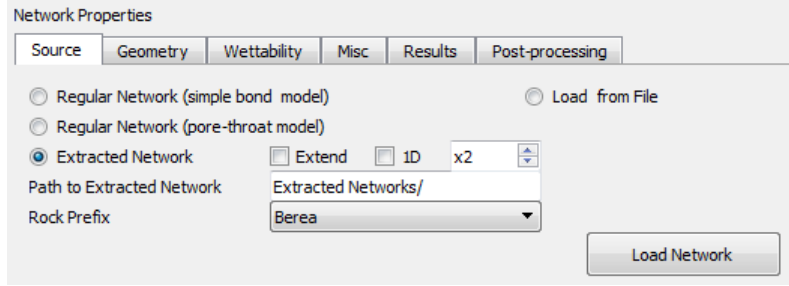 Network Properties
Source Geometry Wettability Misc Results Post-processing
Regular Network (simple bond model) Load from File
Regular Network (pore-throat model)
Extracted Network Extend 1D x2
Path to Extracted Network Extracted Networks/
Rock Prefix Berea
Load Network